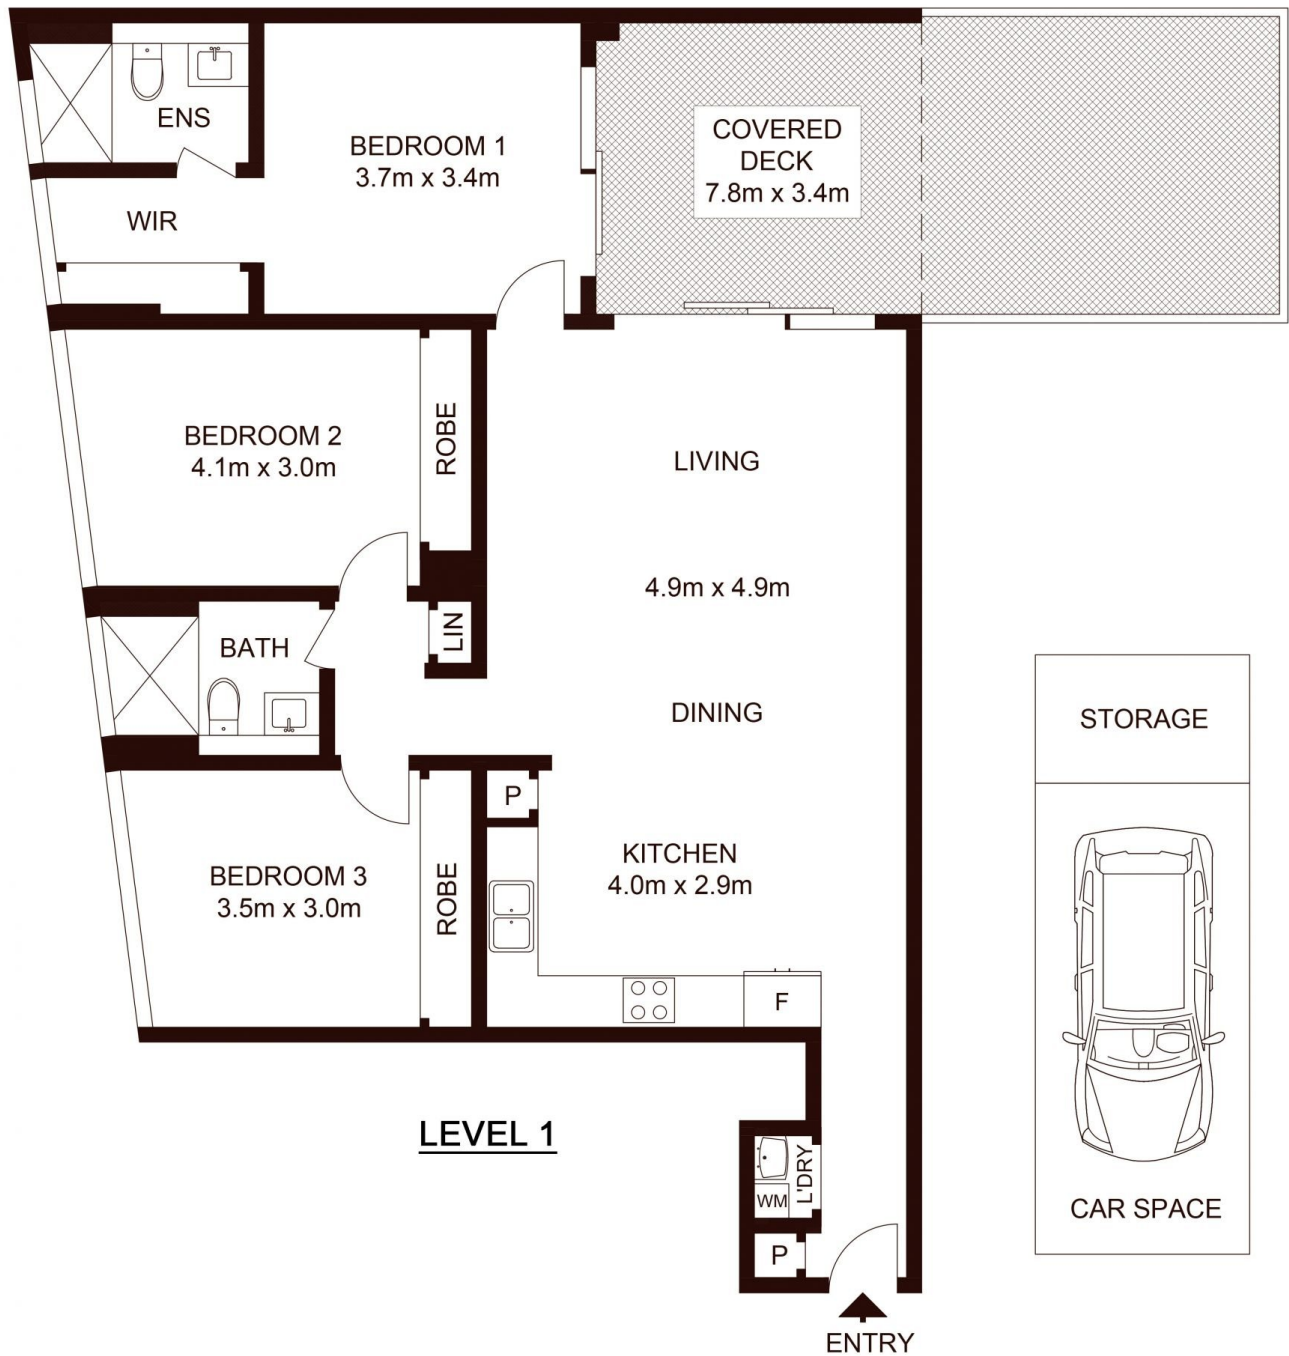 ENS
BEDROOM 1
3.7m x 3.4m
COVERED
DECK
7.8m x 3.4m
WIR
BEDROOM 2
4.1m x 3.0m
ROBE
LIVING
4.9m x 4.9m
BATH
LIN
DINING
STORAGE
P
KITCHEN
4.0m x 2.9m
BEDROOM 3
3.5m x 3.0m
ROBE
F
LEVEL 1
L'DRY
WM
CAR SPACE
P
ENTRY